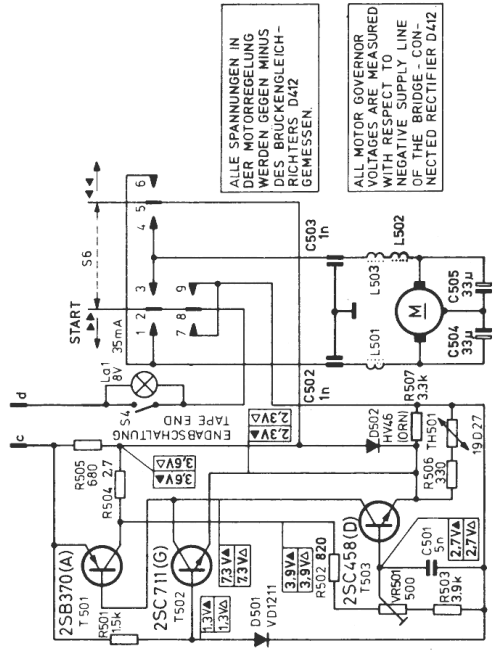 ALLE SPANNUNGEN IN
DER MOTORREGELUNG
WERDEN GEGEN MINUS
DES BRÜCKENGLEICH-
RICHTERS D412
GEMESSEN.
ALL MOTOR GOVERNOR
VOLTAGES ARE MEASURED
WITH RESPECT TO
NEGATIVE SUPPLY LINE
OF THE BRIDGE-CON-
NECTED RECTIFIER D412
START
S6
1
2
3
4
5
6
7
8
9
35mA
La1
8V
S4
ENDABSCHALTUNG
TAPE END
c
d
R505
680
R504 2,7
3,6V△
3,6V▲
2SB370(A)
T501
R501
1.5k
2SC711(G)
T502
1.3V▲
1.3V△
7.3V▲
7.3V△
2.3V△
2.3V▲
D501
VD1211
3.9V▲
3.9V△
R502 820
2SC458(D)
T503
VR501
500
R503
3.9k
C501
5n
2.7V▲
2.7V△
D502
HV46
(ORN)
R507
3.3k
R506
330
TH501
19D27
C502
1n
C503
1n
L501
L503
L502
M
C504
33µ
C505
33µ